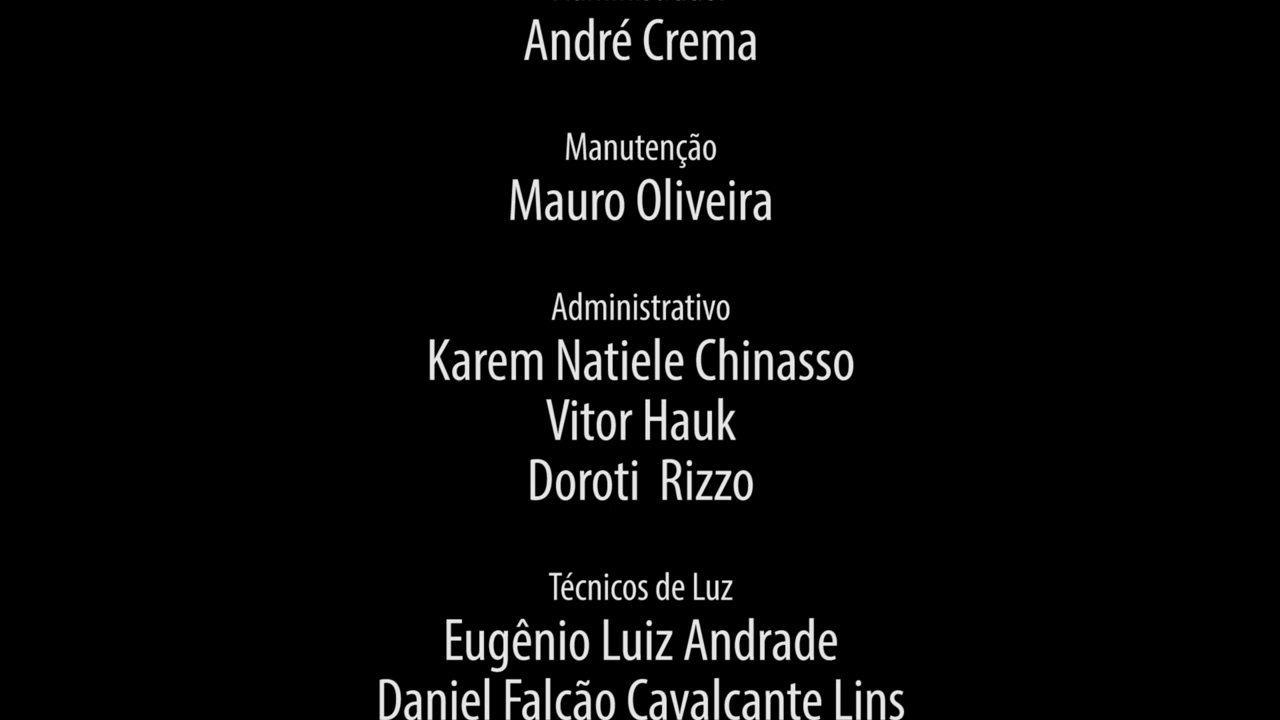 André Crema
Manutenção
Mauro Oliveira
Administrativo
Karem Natiele Chinasso
Vitor Hauk
Doroti Rizzo
Técnicos de Luz
Eugênio Luiz Andrade
Daniel Falcão Cavalcante Lins